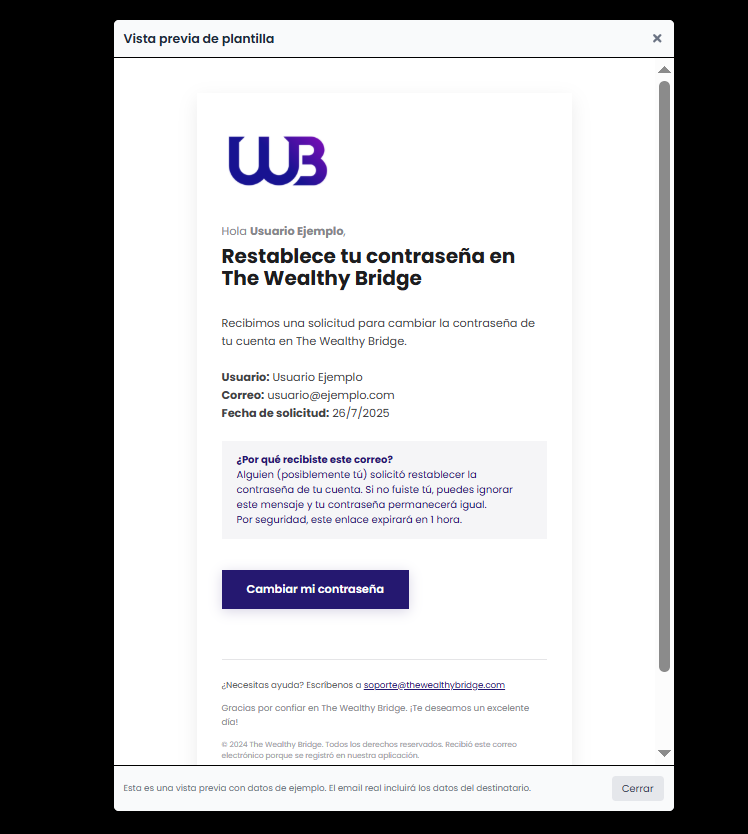 Vista previa de plantilla
×
WB
Hola Usuario Ejemplo,
Restablece tu contraseña en
The Wealthy Bridge
Recibimos una solicitud para cambiar la contraseña de
tu cuenta en The Wealthy Bridge.
Usuario: Usuario Ejemplo
Correo: usuario@ejemplo.com
Fecha de solicitud: 26/7/2025
¿Por qué recibiste este correo?
Alguien (posiblemente tú) solicitó restablecer la
contraseña de tu cuenta. Si no fuiste tú, puedes ignorar
este mensaje y tu contraseña permanecerá igual.
Por seguridad, este enlace expirará en 1 hora.
Cambiar mi contraseña
¿Necesitas ayuda? Escríbenos a soporte@thewealthybridge.com
Gracias por confiar en The Wealthy Bridge. ¡Te deseamos un excelente
día!
© 2024 The Wealthy Bridge. Todos los derechos reservados. Recibió este correo
electrónico porque se registró en nuestra aplicación.
Esta es una vista previa con datos de ejemplo. El email real incluirá los datos del destinatario.
Cerrar